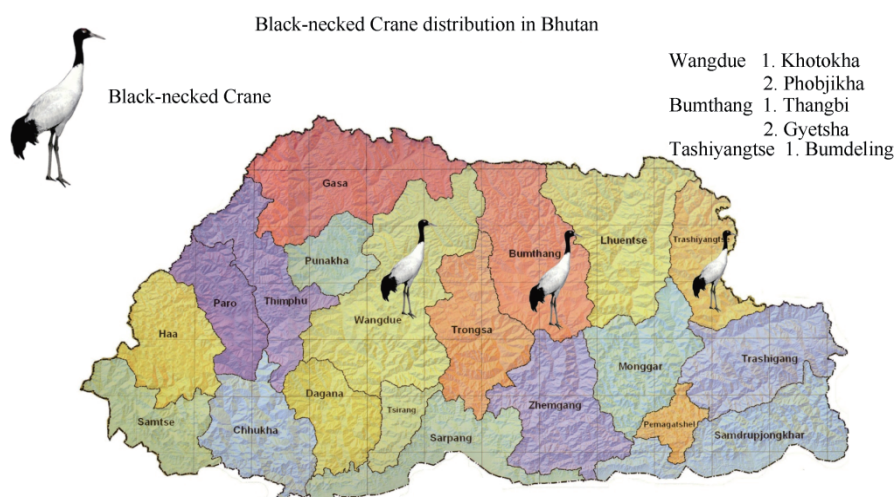 Black-necked Crane distribution in Bhutan
Wangdue 1. Khotokha
2. Phobjikha
Bumthang 1. Thangbi
2. Gyetsha
Tashiyangtse 1. Bumdeling
Black-necked Crane
Gasa
Punakha
Lhuentse
Trashiyangtse
Bumthang
Paro
Thimphu
Wangdue
Trongsa
Haa
Monggar
Trashigang
Dagana
Tsirang
Zhemgang
Pemagatshel
Samtse
Chhukha
Sarpang
Samdrupjongkhar